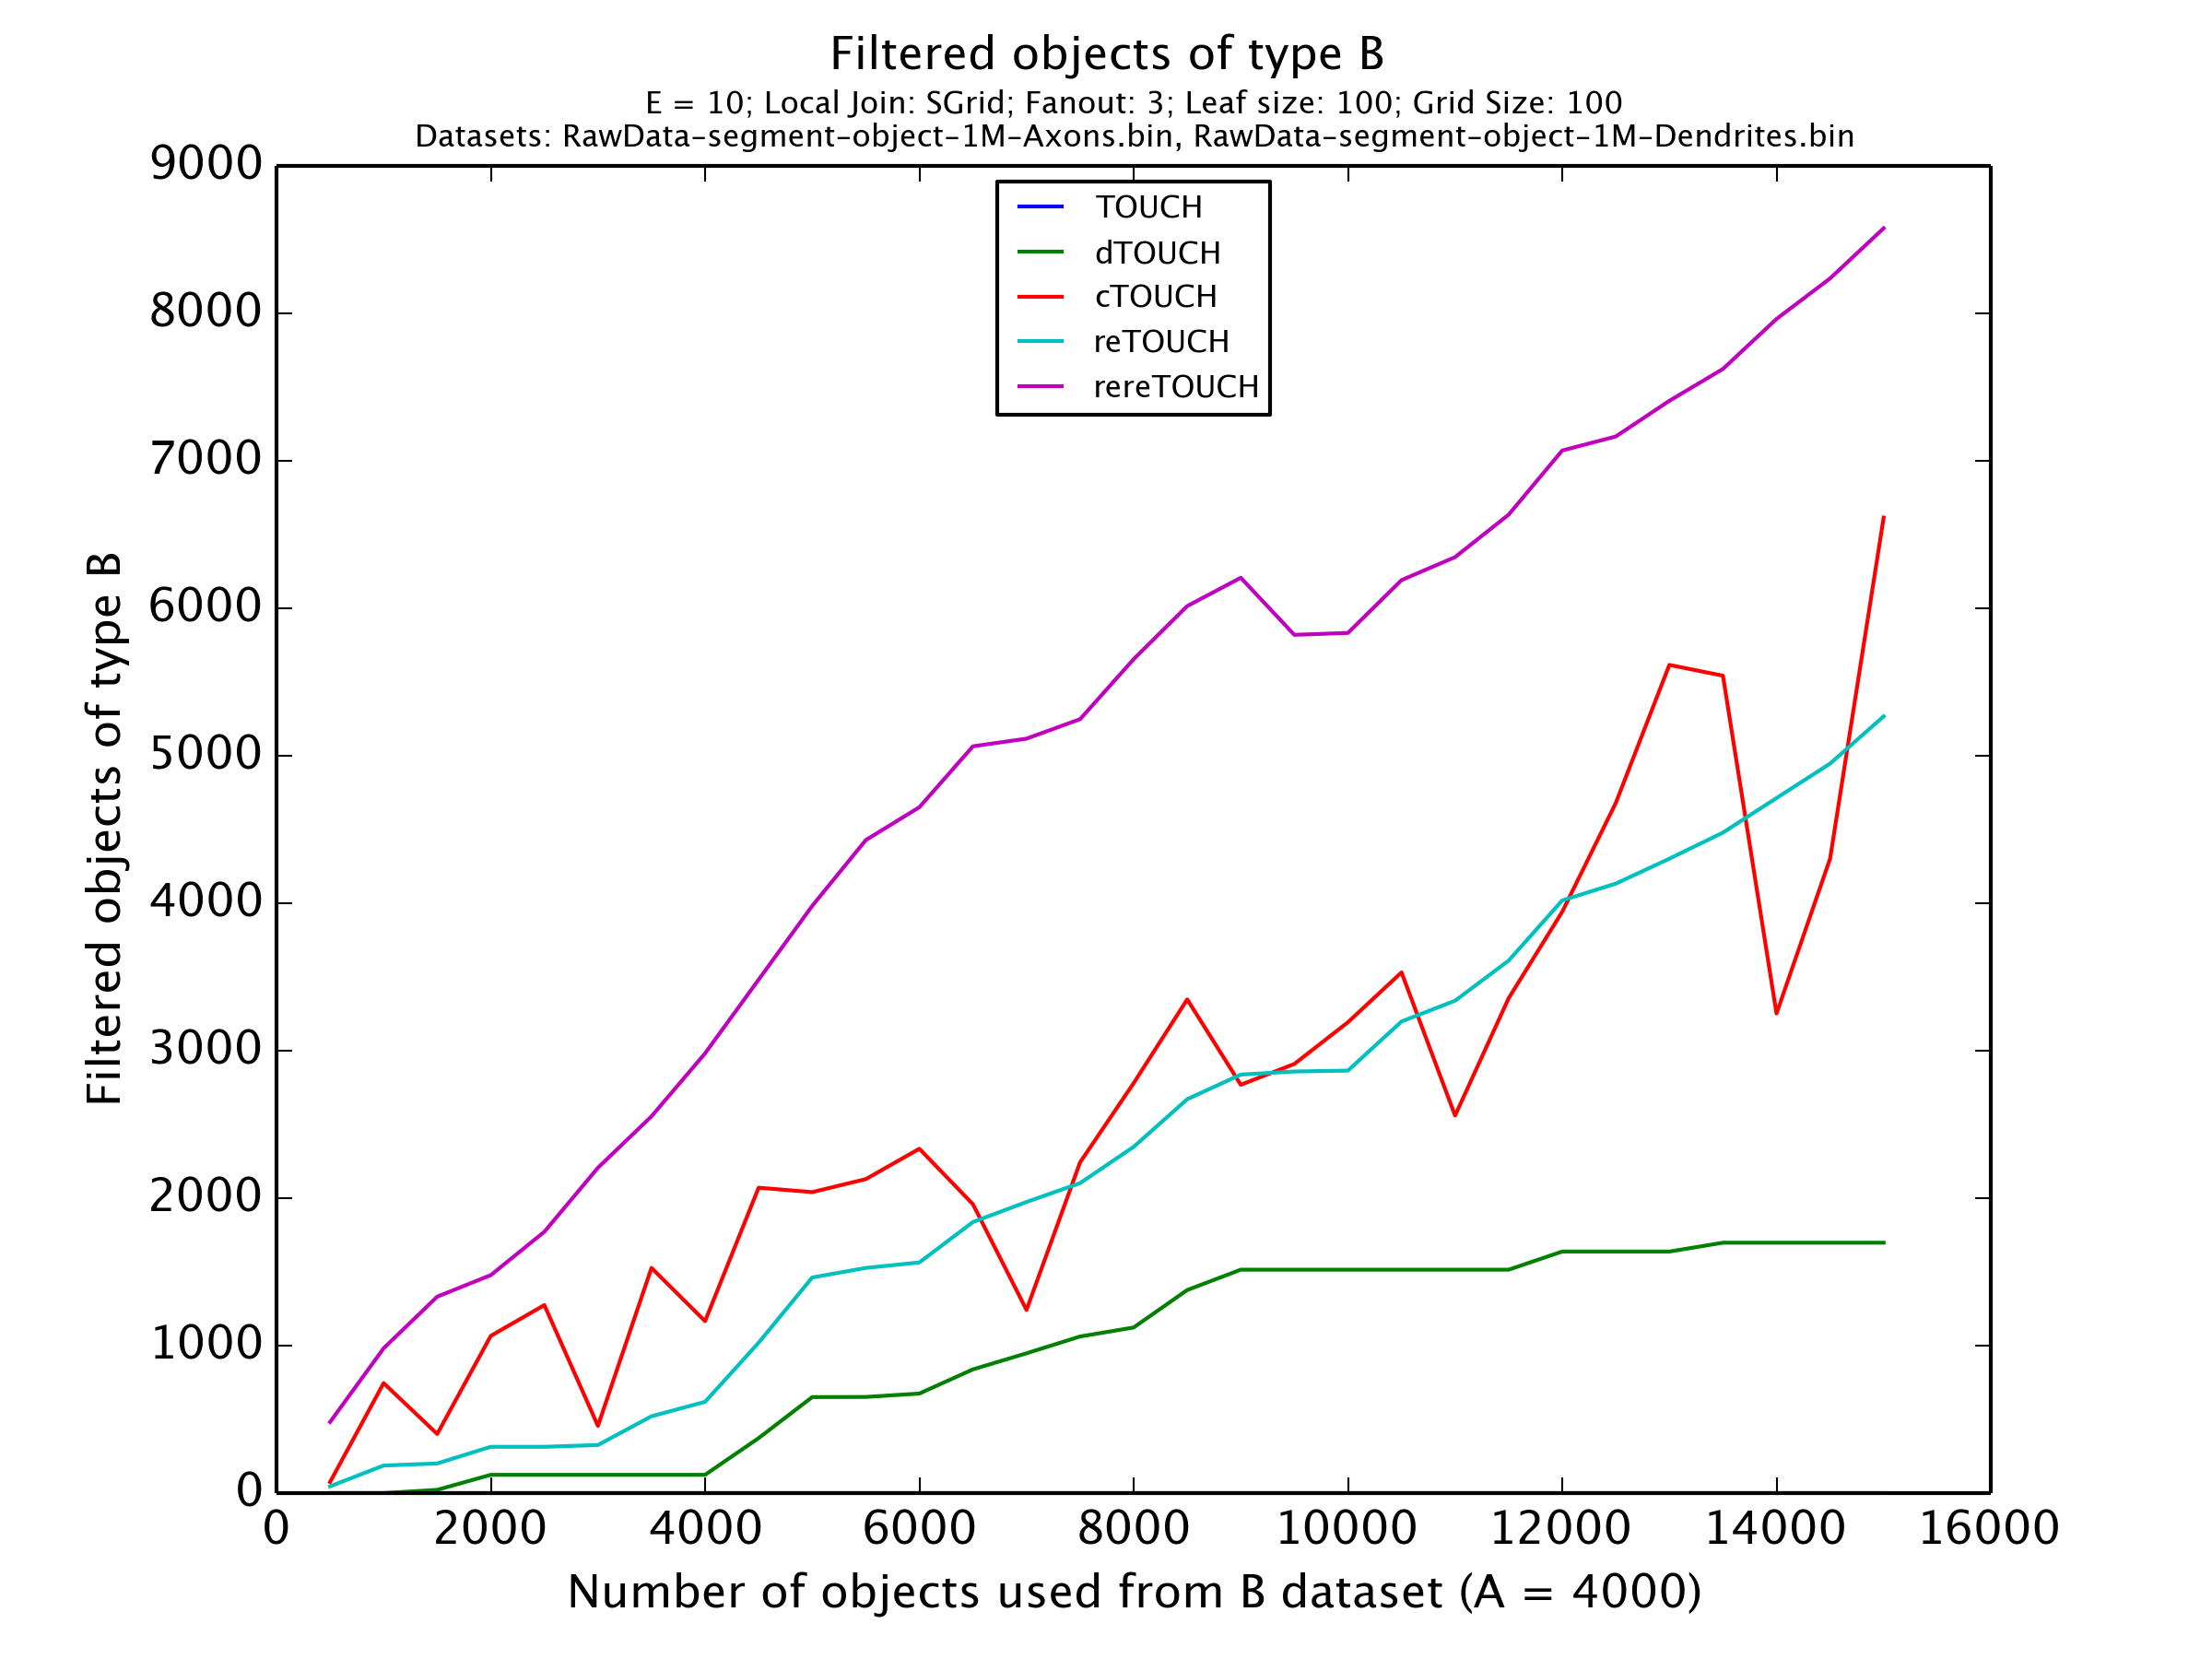 Filtered objects of type B
E = 10; Local Join: SGrid; Fanout: 3; Leaf size: 100; Grid Size: 100
Datasets: RawData-segment-object-1M-Axons.bin, RawData-segment-object-1M-Dendrites.bin
TOUCH
dTOUCH
cTOUCH
reTOUCH
rereTOUCH
Filtered objects of type B
9000
8000
7000
6000
5000
4000
3000
2000
1000
0
0 2000 4000 6000 8000 10000 12000 14000 16000
Number of objects used from B dataset (A = 4000)